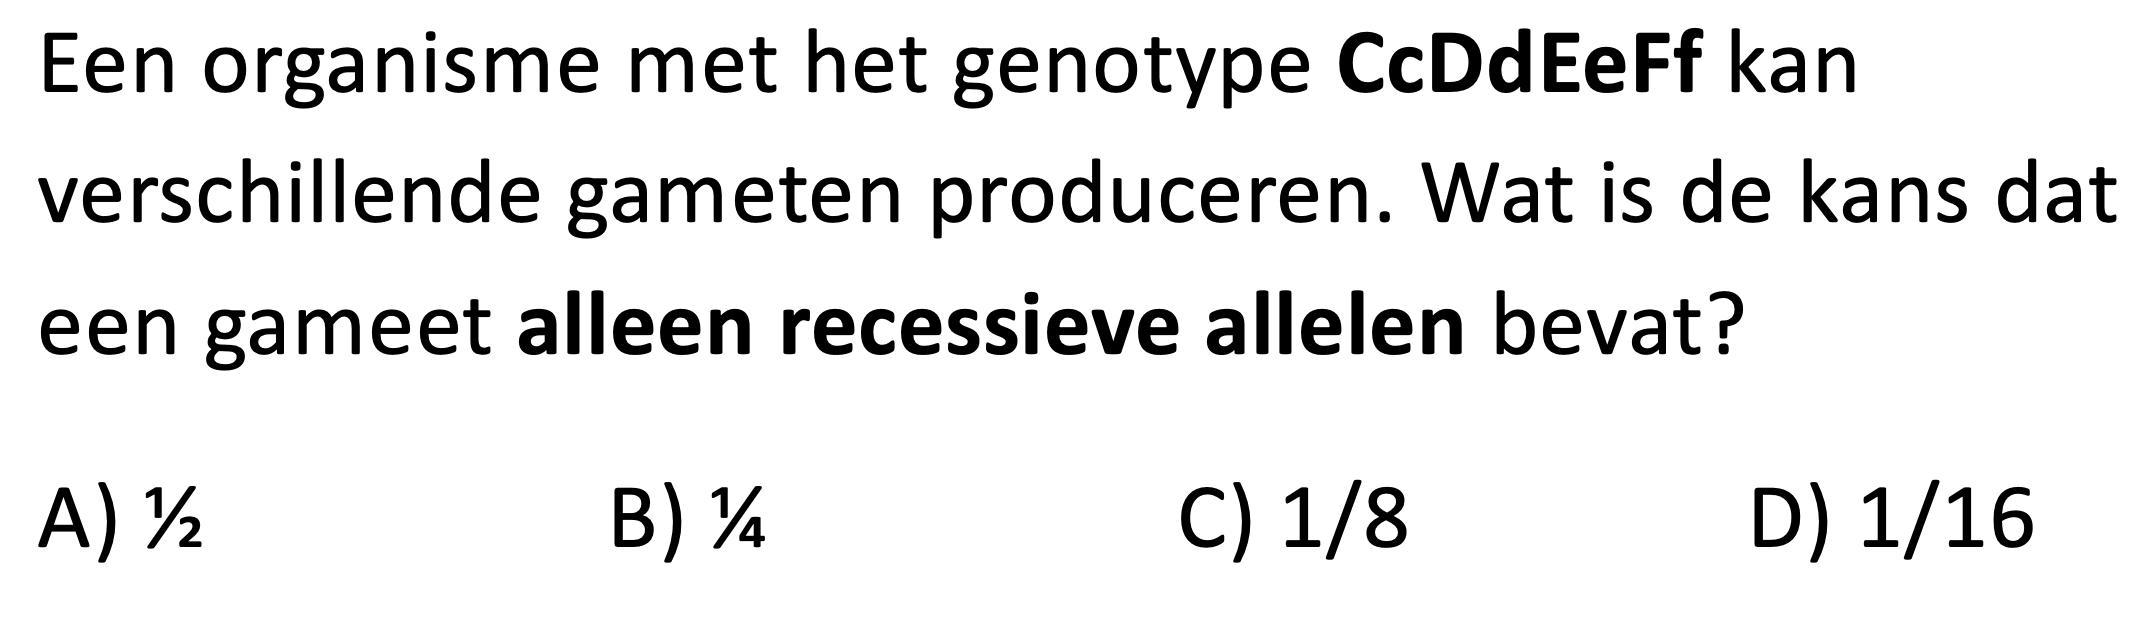 Een organisme met het genotype CcDdEeFf kan
verschillende gameten produceren. Wat is de kans dat
een gameet alleen recessieve allelen bevat?
A) ½ B) ¼ C) 1/8 D) 1/16